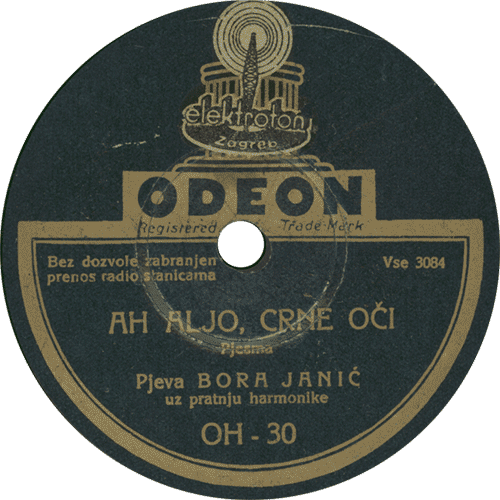 elektroton
Zagreb
ODEON
Registered Trade-Mark
Bez dozvole zabranjen
prenos radio stanicama
Vse 3084
AH ALJO, CRNE OČI
Pjesma
Pjeva BORA JANIĆ
uz pratnju harmonike
OH - 30